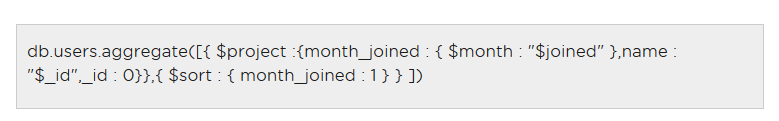 db.users.aggregate([{ $project :{month_joined : { $month : "$joined" },name :
"$_id",_id : 0}},{ $sort : { month_joined : 1 } } ])